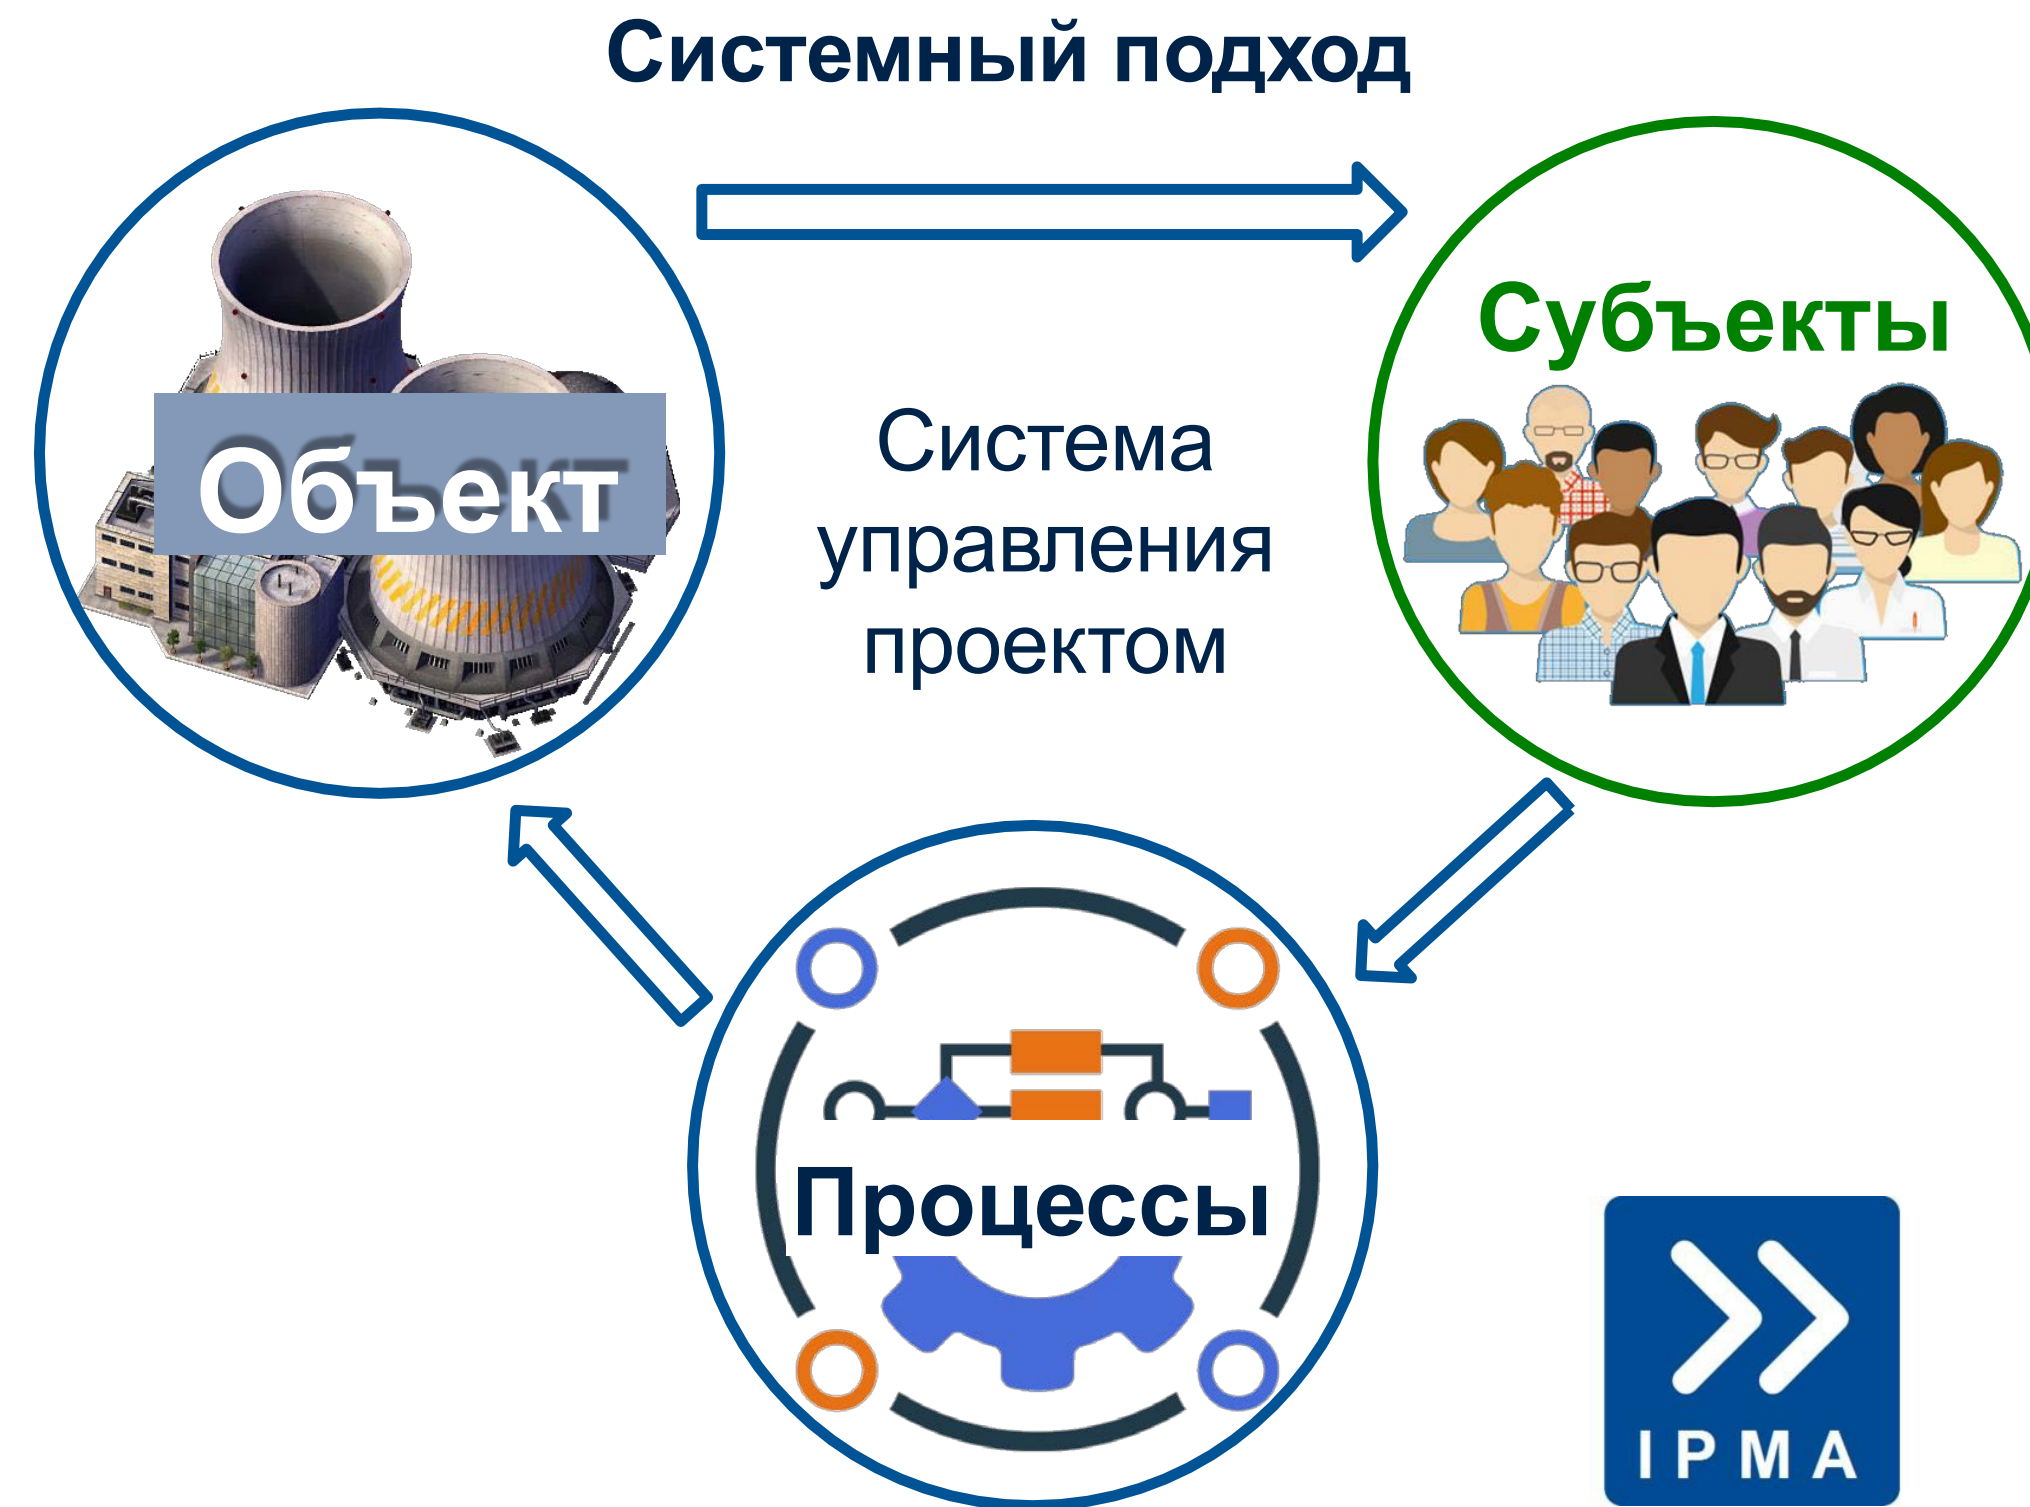 Системный подход
Субъекты
Объект
Система
управления
проектом
Процессы
IPMA